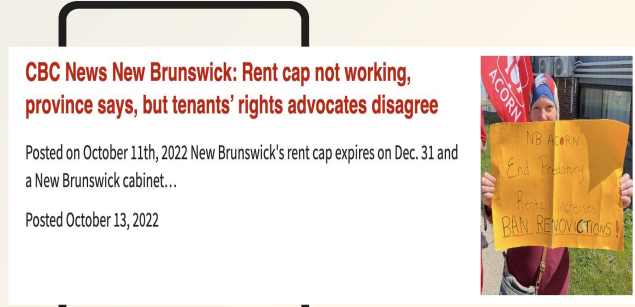 CBC News New Brunswick: Rent cap not working,
province says, but tenants' rights advocates disagree
Posted on October 11th, 2022 New Brunswick's rent cap expires on Dec. 31 and
a New Brunswick cabinet...
Posted October 13, 2022
ACORN
NB ACORN
End Predatory
Rental Increases
BAN RENOVICTIONS!